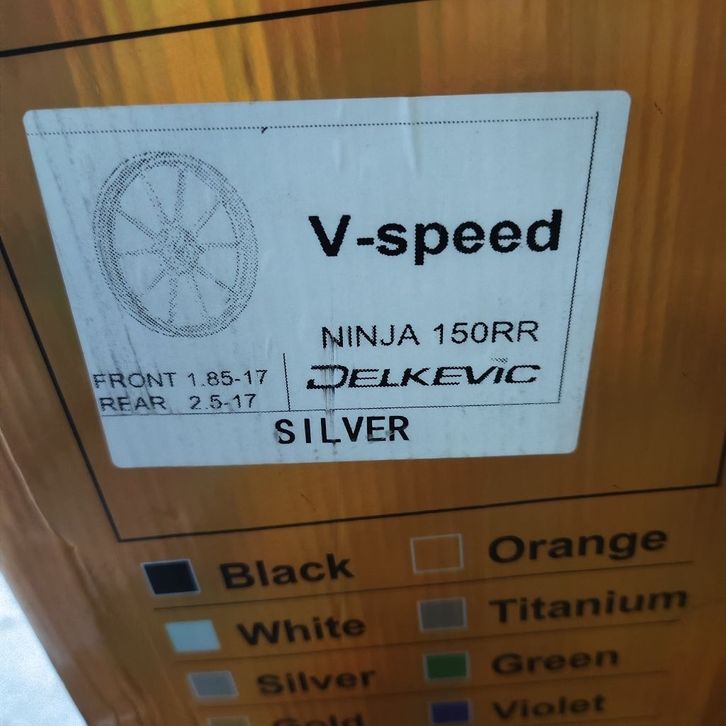 V-speed
NINJA 150RR
FRONT 1.85-17
REAR 2.5-17
DELKEVIC
SILVER
Black
Orange
White
Titanium
Silver
Green
Gold
Violet